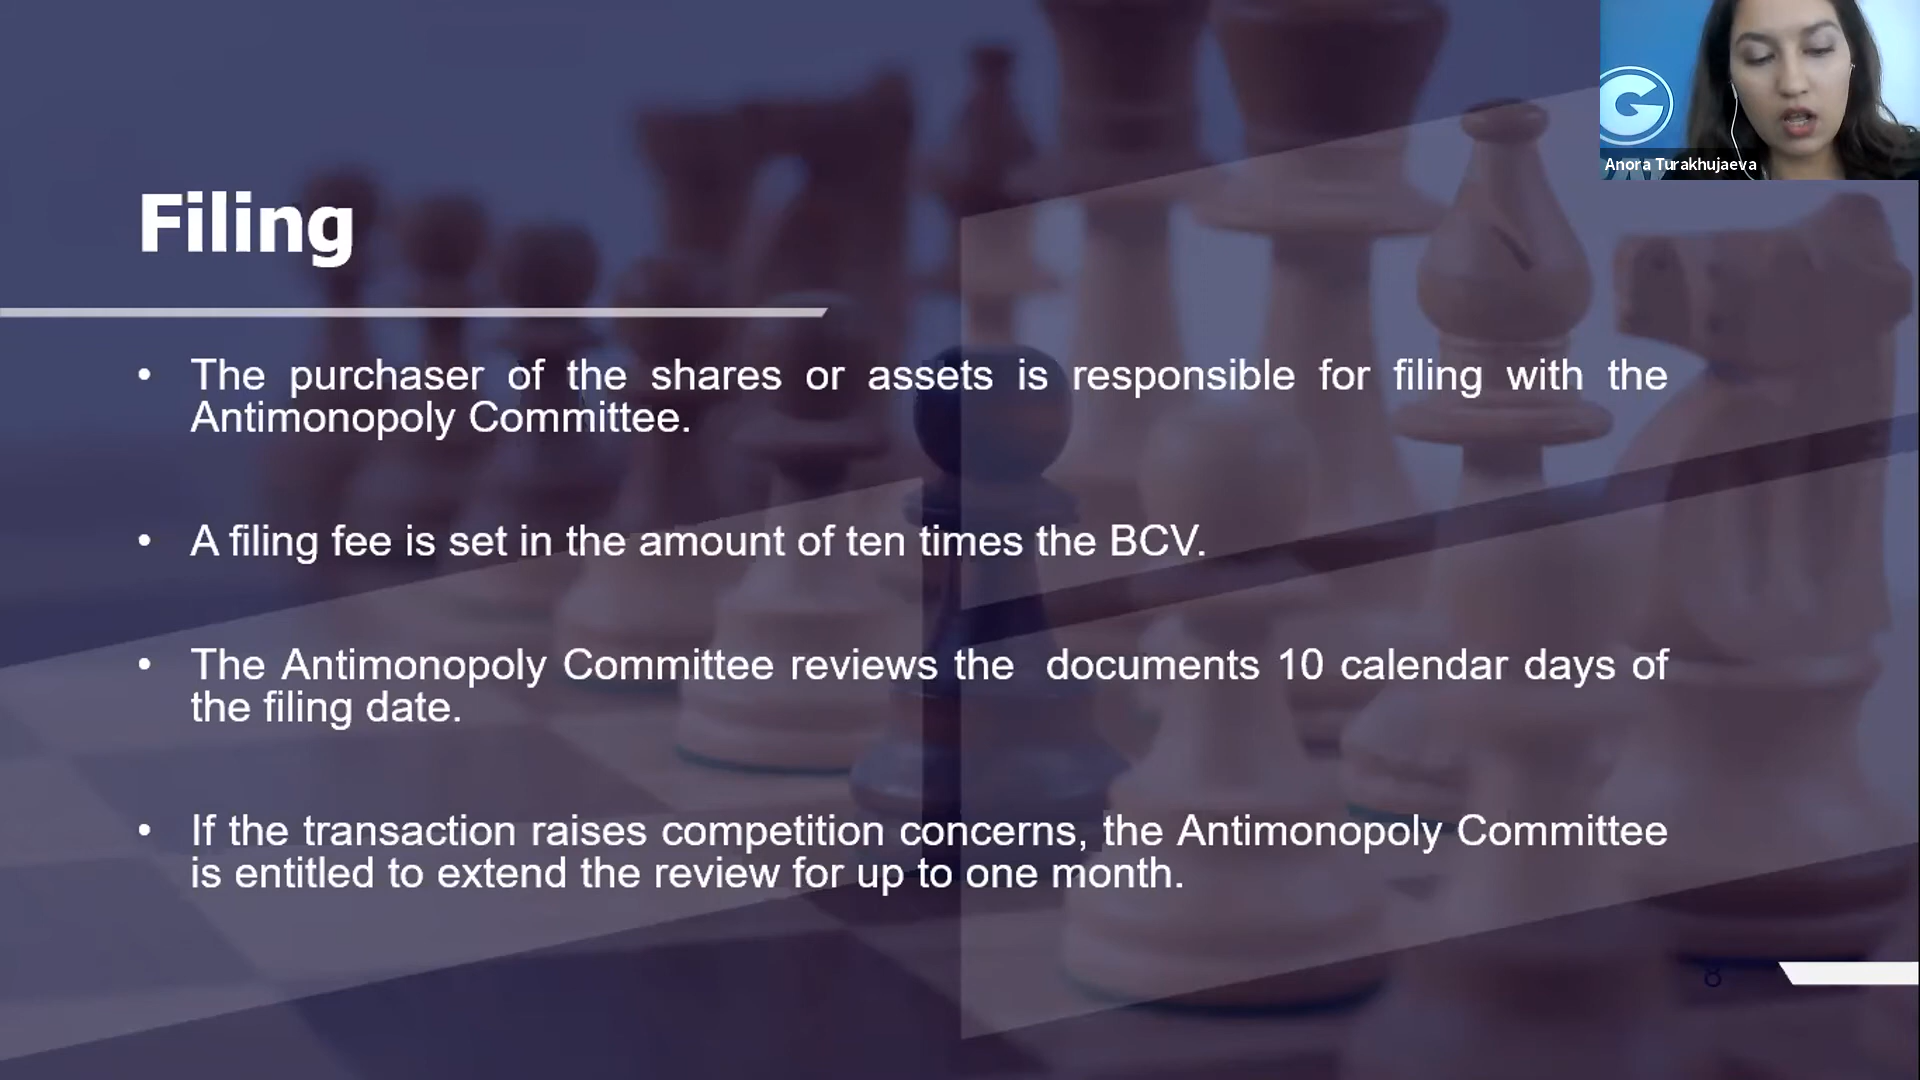 Anora Turakhujaeva
Filing
• The purchaser of the shares or assets is responsible for filing with the
Antimonopoly Committee.
• A filing fee is set in the amount of ten times the BCV.
• The Antimonopoly Committee reviews the documents 10 calendar days of
the filing date.
• If the transaction raises competition concerns, the Antimonopoly Committee
is entitled to extend the review for up to one month.
8